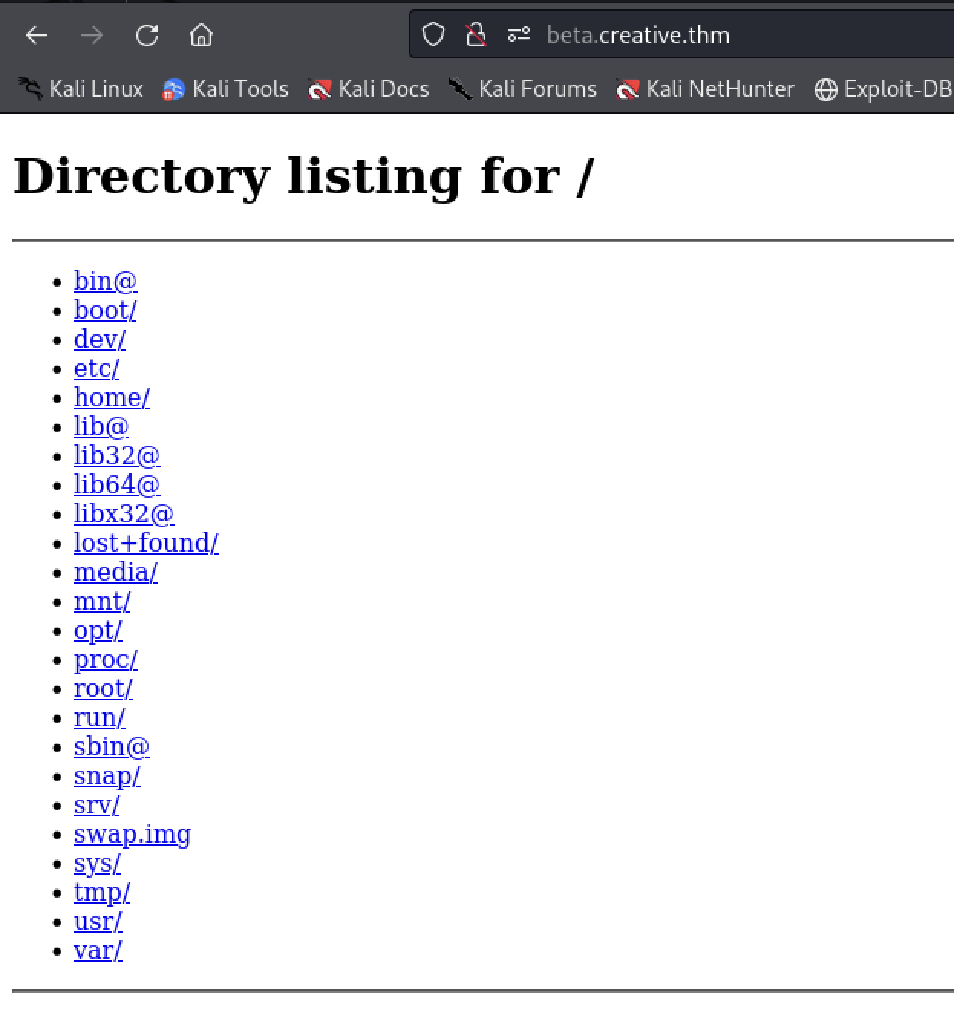 beta.creative.thm
Kali Linux Kali Tools Kali Docs Kali Forums Kali NetHunter Exploit-DB
Directory listing for /
bin@
boot/
dev/
etc/
home/
lib@
lib32@
lib64@
libx32@
lost+found/
media/
mnt/
opt/
proc/
root/
run/
sbin@
snap/
srv/
swap.img
sys/
tmp/
usr/
var/